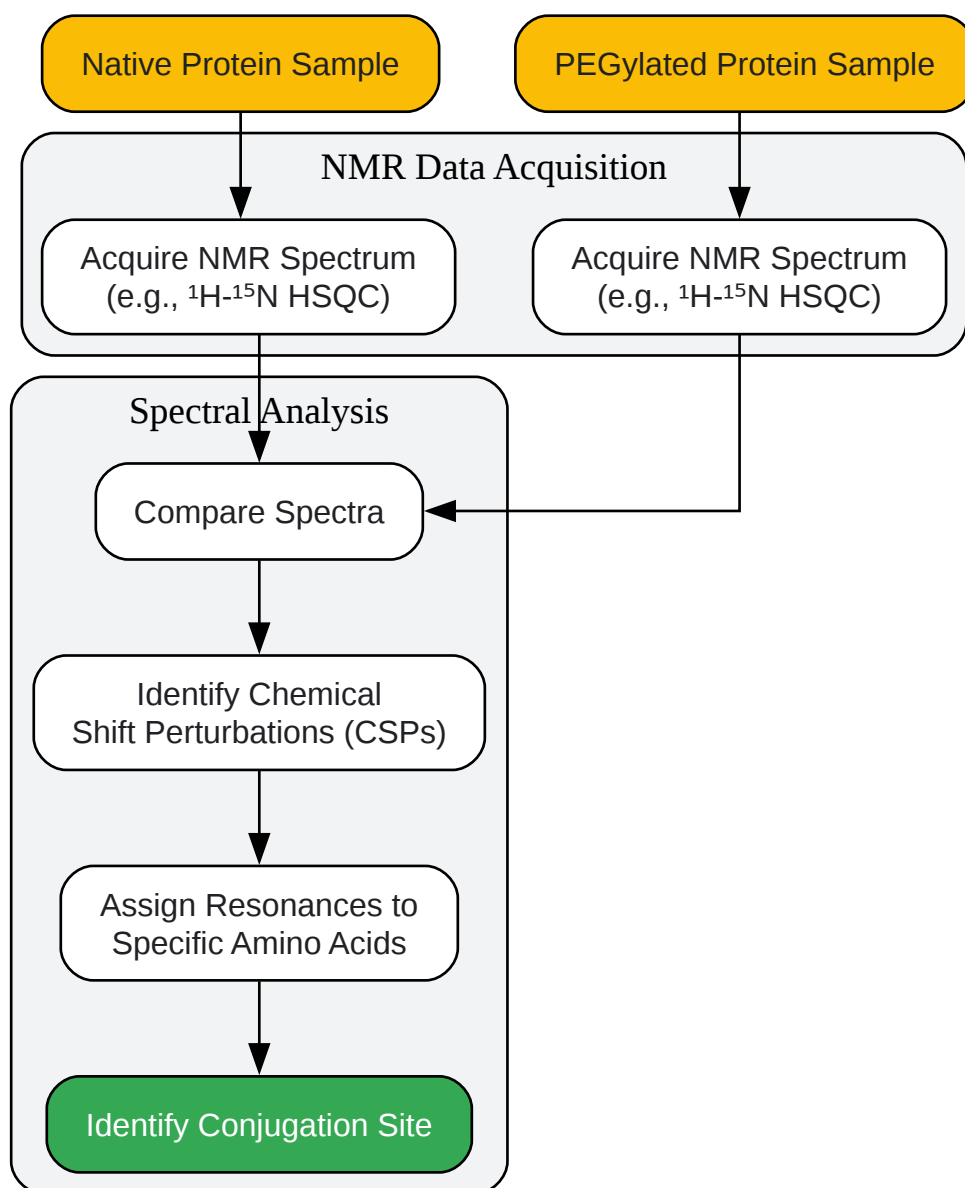 Native Protein Sample
PEGylated Protein Sample
NMR Data Acquisition
Acquire NMR Spectrum
(e.g., ¹H-¹⁵N HSQC)
Acquire NMR Spectrum
(e.g., ¹H-¹⁵N HSQC)
Spectral Analysis
Compare Spectra
Identify Chemical
Shift Perturbations (CSPs)
Assign Resonances to
Specific Amino Acids
Identify Conjugation Site